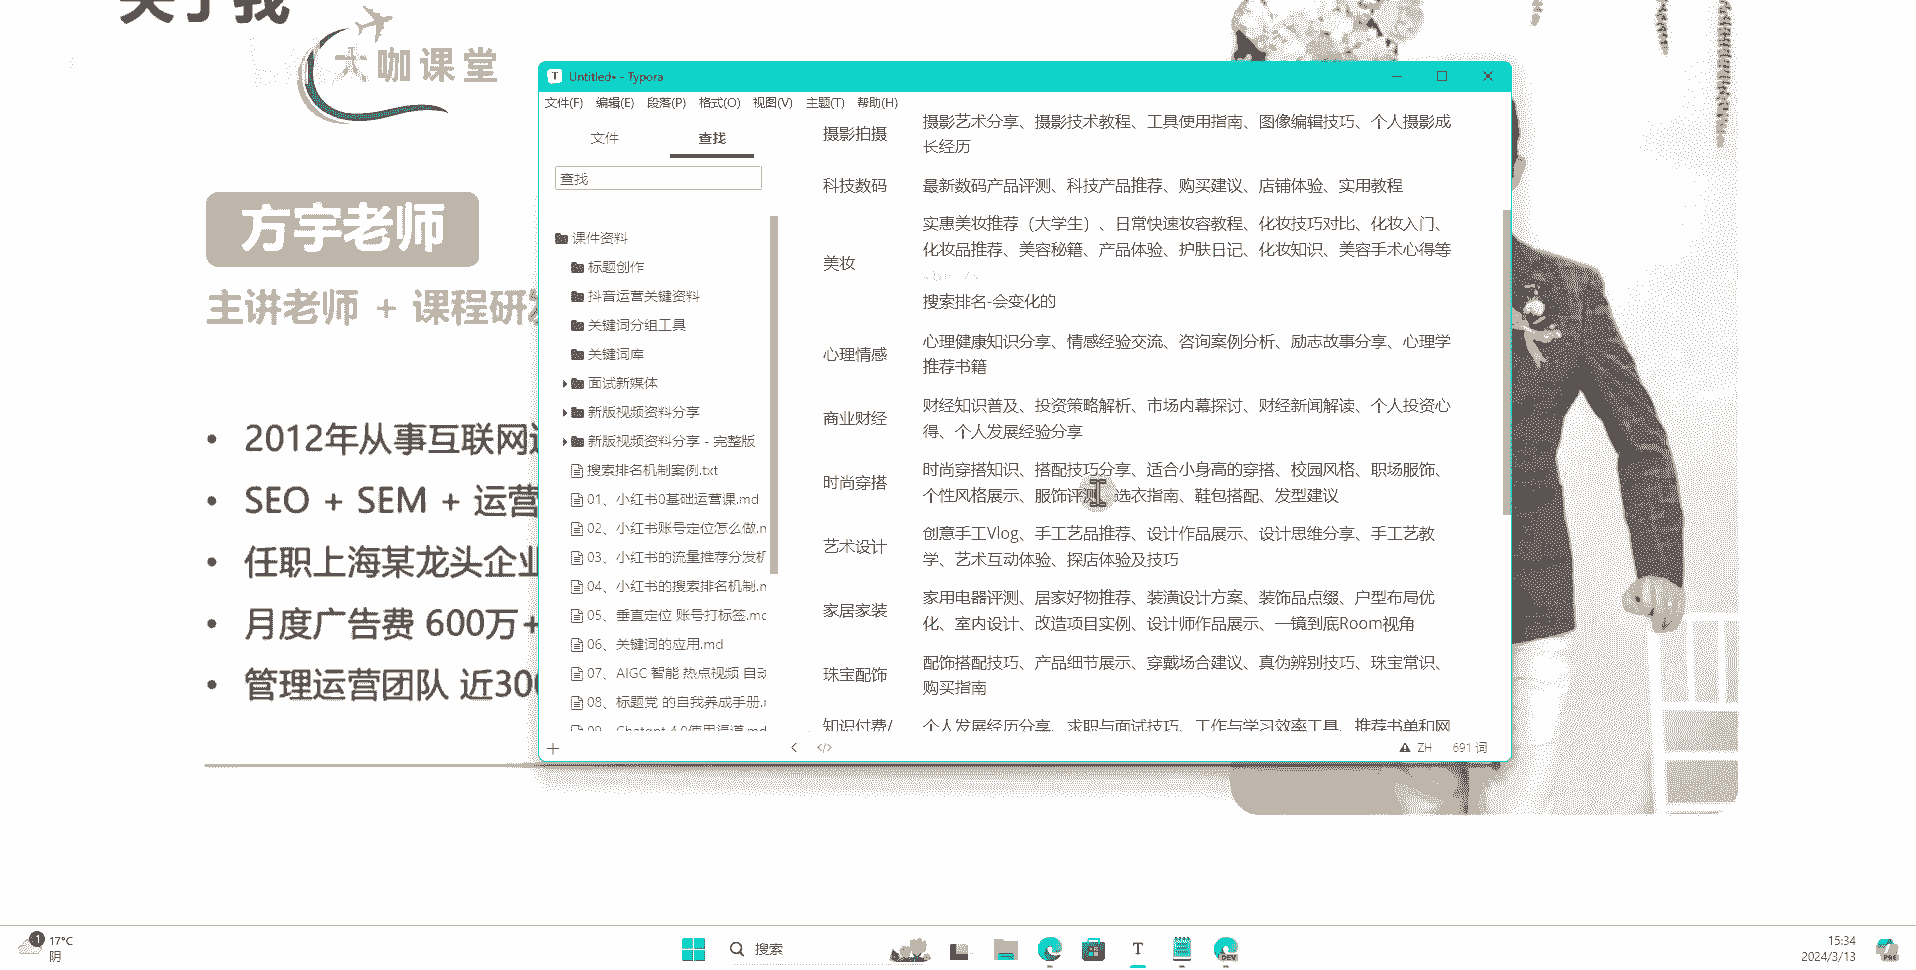 关于我
大咖课堂
方宇老师
主讲老师 + 课程研发
2012年从事互联网
SEO + SEM + 运营
任职上海某龙头企业
月度广告费 600万+
管理运营团队 近300
Untitled• - Typora
文件(F) 编辑(E) 段落(P) 格式(O) 视图(V) 主题(T) 帮助(H)
文件 查找
查找
课件资料
标题创作
抖音运营关键资料
关键词分组工具
关键词库
面试新媒体
新版视频资料分享
新版视频资料分享 - 完整版
搜索排名机制案例.txt
01、小红书0基础运营课.md
02、小红书账号定位怎么做.m
03、小红书的流量推荐分发机
04、小红书的搜索排名机制.m
05、垂直定位 账号打标签.md
06、关键词的应用.md
07、AIGC 智能 热点视频 自动
08、标题党 的自我养成手册.m
09、Chatgpt 4.0使用渠道.md
摄影拍摄
摄影艺术分享、摄影技术教程、工具使用指南、图像编辑技巧、个人摄影成
长经历
科技数码
最新数码产品评测、科技产品推荐、购买建议、店铺体验、实用教程
美妆
实惠美妆推荐（大学生）、日常快速妆容教程、化妆技巧对比、化妆入门、
化妆品推荐、美容秘籍、产品体验、护肤日记、化妆知识、美容手术心得等
搜索排名-会变化的
心理情感
心理健康知识分享、情感经验交流、咨询案例分析、励志故事分享、心理学
推荐书籍
商业财经
财经知识普及、投资策略解析、市场内幕探讨、财经新闻解读、个人投资心
得、个人发展经验分享
时尚穿搭
时尚穿搭知识、搭配技巧分享、适合小身高的穿搭、校园风格、职场服饰、
个性风格展示、服饰评测、选衣指南、鞋包搭配、发型建议
艺术设计
创意手工Vlog、手工艺品推荐、设计作品展示、设计思维分享、手工艺教
学、艺术互动体验、探店体验及技巧
家居家装
家用电器评测、居家好物推荐、装潢设计方案、装饰品点缀、户型布局优
化、室内设计、改造项目实例、设计师作品展示、一镜到底Room视角
珠宝配饰
配饰搭配技巧、产品细节展示、穿戴场合建议、真伪辨别技巧、珠宝常识、
购买指南
知识付费/
个人发展经历分享、求职与面试技巧、工作与学习效率工具、推荐书单和网
ZH 691 词
1 17°C
阴
搜索
DEV
15:34
2024/3/13
PRE